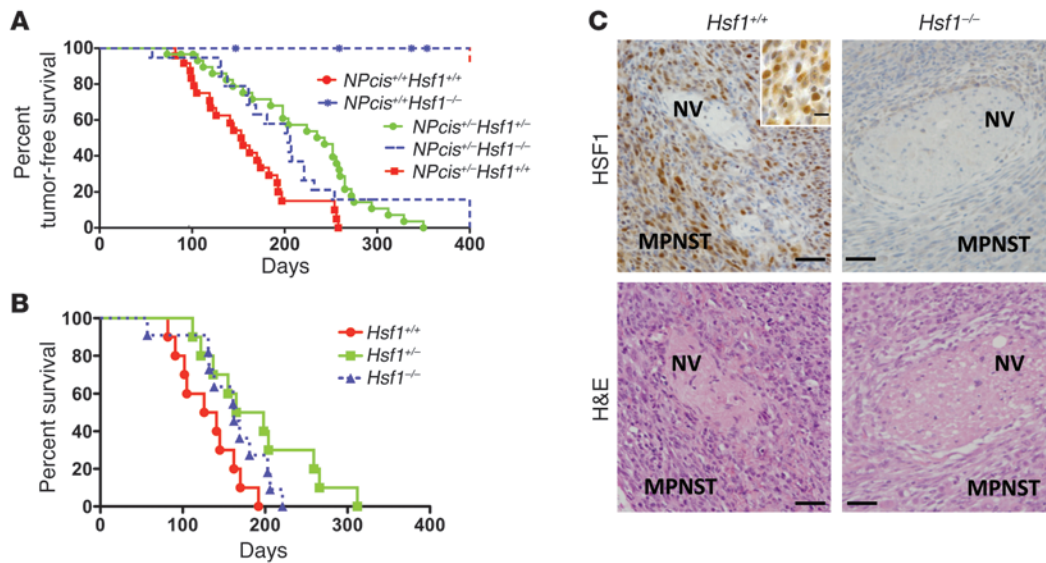 A
Percent
tumor-free survival
100
80
60
40
20
0
0
100
200
300
400
Days
NPcis+/+Hsf1+/+
NPcis+/+Hsf1−/−
NPcis+/−Hsf1+/−
NPcis+/−Hsf1−/−
NPcis+/−Hsf1+/+
B
Percent survival
100
80
60
40
20
0
0
100
200
300
400
Days
Hsf1+/+
Hsf1+/−
Hsf1−/−
C
Hsf1+/+
Hsf1−/−
HSF1
NV
MPNST
NV
MPNST
H&E
NV
MPNST
NV
MPNST